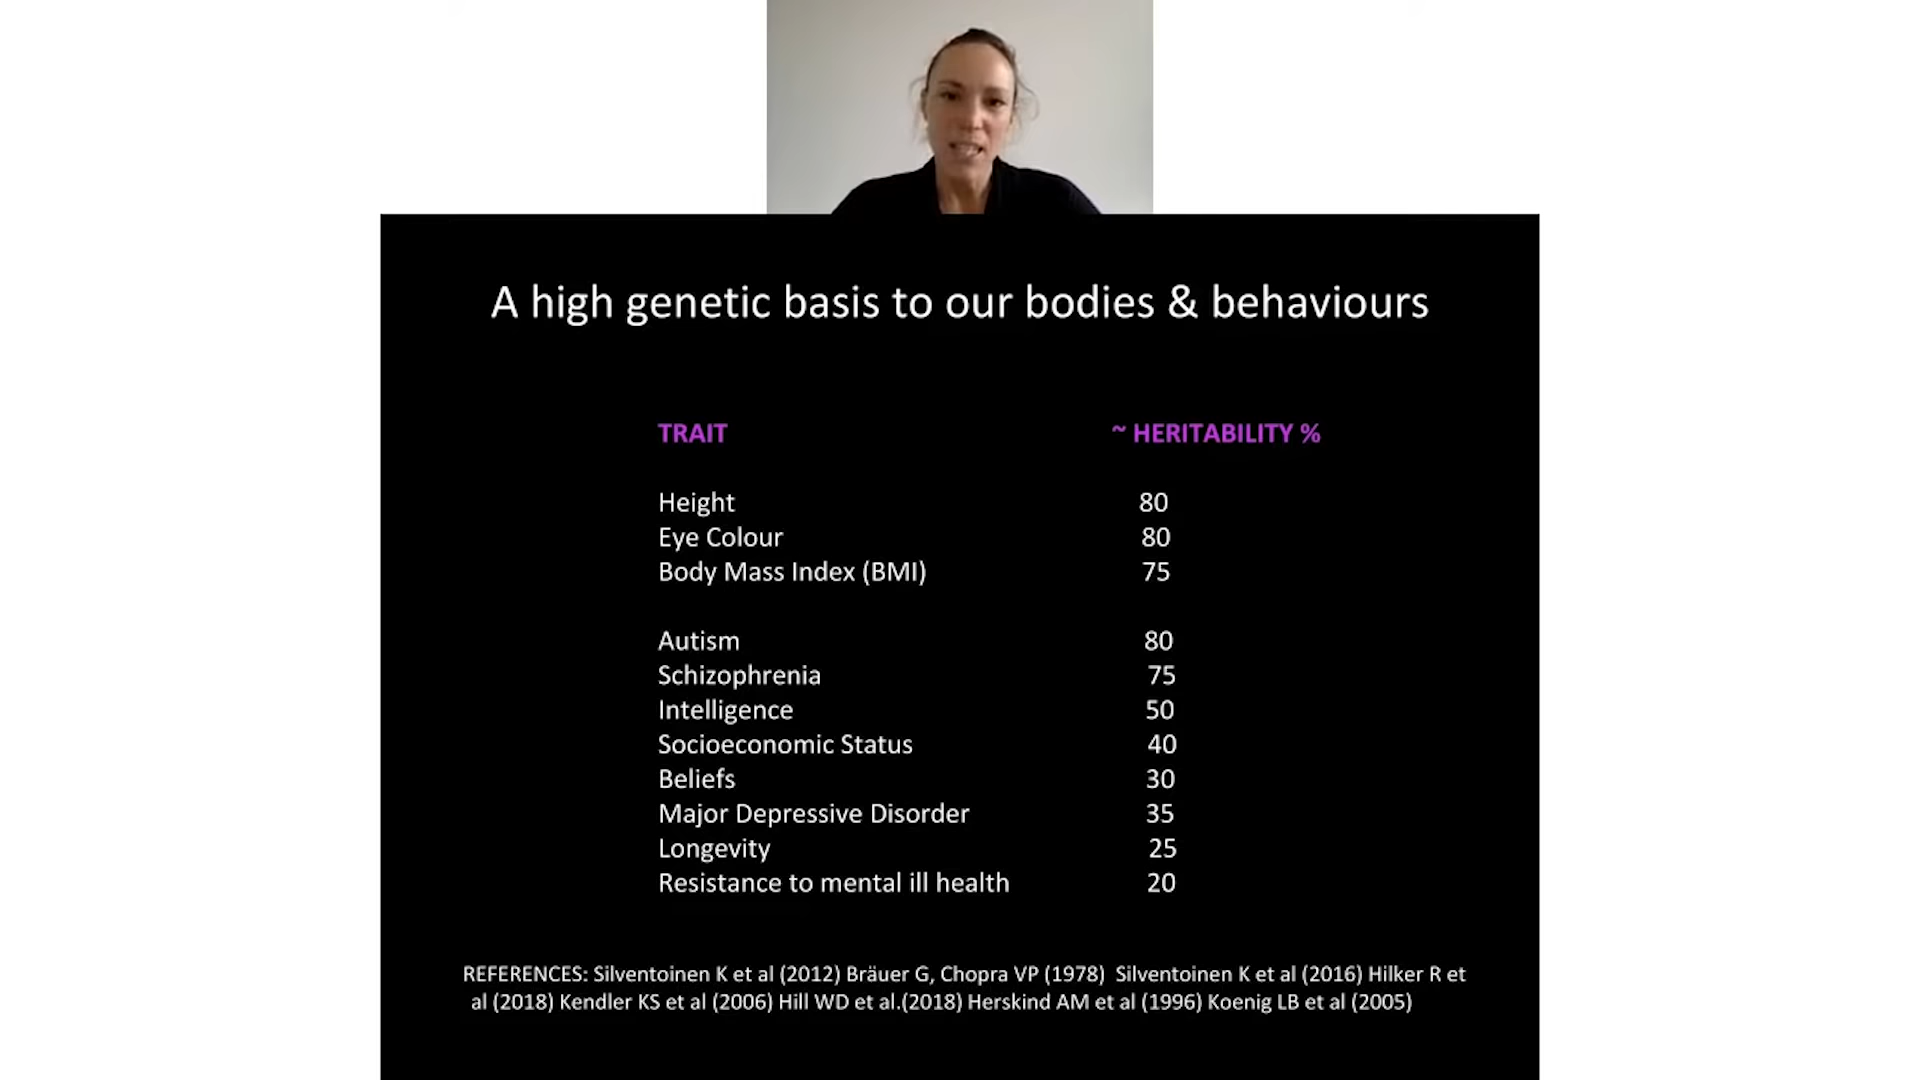 A high genetic basis to our bodies & behaviours
TRAIT ~ HERITABILITY %
Height 80
Eye Colour 80
Body Mass Index (BMI) 75
Autism 80
Schizophrenia 75
Intelligence 50
Socioeconomic Status 40
Beliefs 30
Major Depressive Disorder 35
Longevity 25
Resistance to mental ill health 20
REFERENCES: Silventoinen K et al (2012) Bräuer G, Chopra VP (1978) Silventoinen K et al (2016) Hilker R et
al (2018) Kendler KS et al (2006) Hill WD et al.(2018) Herskind AM et al (1996) Koenig LB et al (2005)